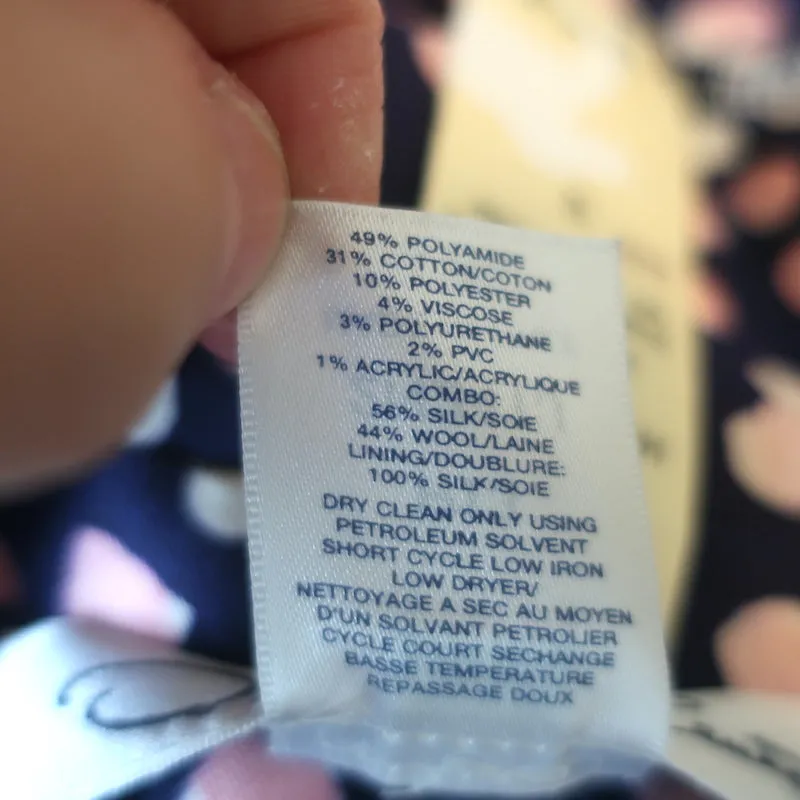 49% POLYAMIDE
31% COTTON/COTON
10% POLYESTER
4% VISCOSE
3% POLYURETHANE
2% PVC
1% ACRYLIC/ACRYLIQUE
COMBO:
56% SILK/SOIE
44% WOOL/LAINE
LINING/DOUBLURE:
100% SILK/SOIE
DRY CLEAN ONLY USING
PETROLEUM SOLVENT
SHORT CYCLE LOW IRON
LOW DRYER/
NETTOYAGE A SEC AU MOYEN
D'UN SOLVANT PETROLIER
CYCLE COURT SECHANGE
BASSE TEMPERATURE
REPASSAGE DOUX